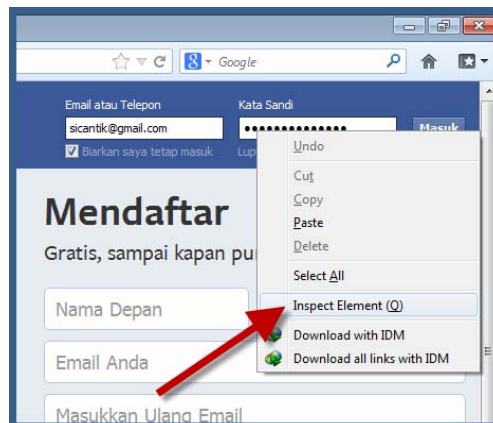 Google
Email atau Telepon Kata Sandi
sicantik@gmail.com
Masuk
Biarkan saya tetap masuk Lup
Undo
Cut
Copy
Paste
Delete
Select All
Inspect Element (Q)
Download with IDM
Download all links with IDM
Mendaftar
Gratis, sampai kapan pu
Nama Depan
Email Anda
Masukkan Ulang Email